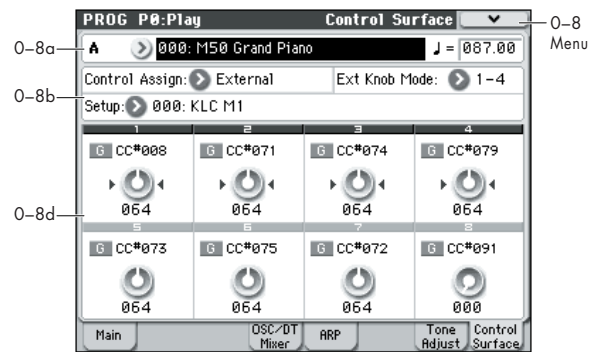 PROG P0:Play Control Surface
0–8 Menu
0–8a
A 000: M50 Grand Piano ♩= 087.00
0–8b
Control Assign: External Ext Knob Mode: 1-4
Setup: 000: KLC M1
1 2 3 4
G CC#008 G CC#071 G CC#074 G CC#079
064 064 064 064
0–8d
5 6 7 8
G CC#073 G CC#075 G CC#072 G CC#091
064 064 064 000
Main OSC/DT Mixer ARP Tone Adjust Control Surface